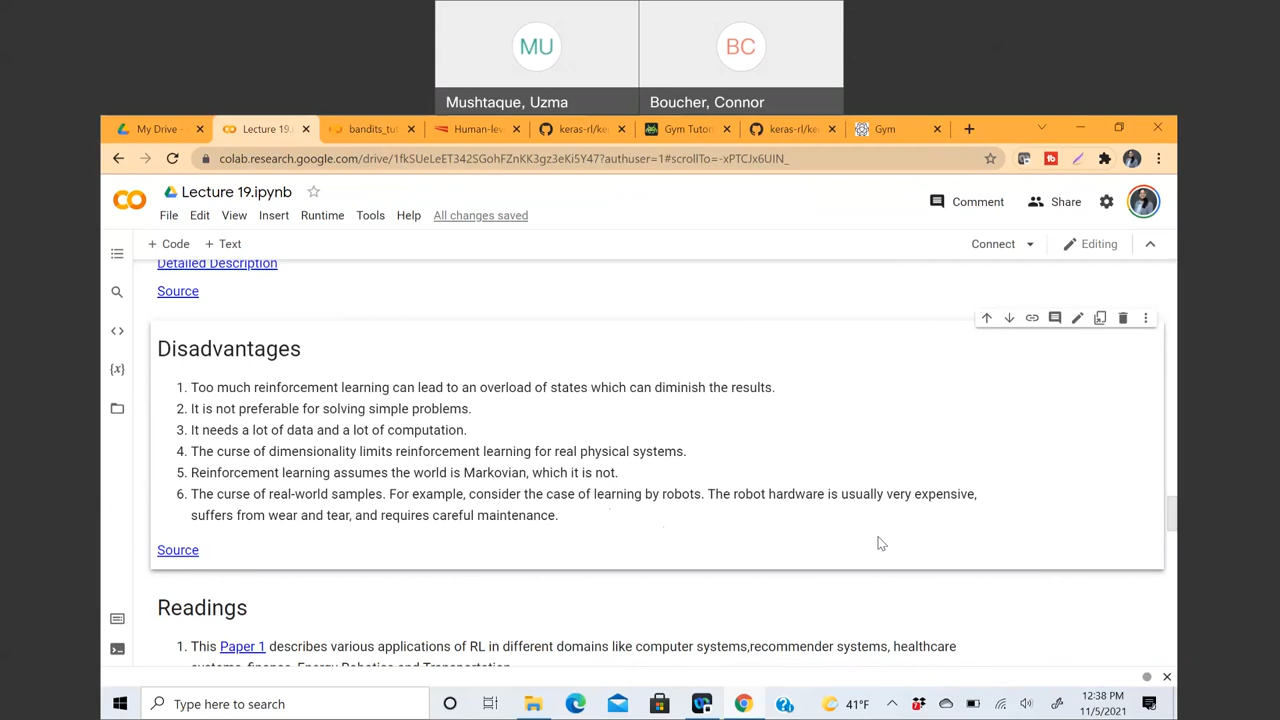 MU
BC
Mushtaque, Uzma
Boucher, Connor
My Drive -
Lecture 19.i
bandits_tut
Human-lev
keras-rl/ke
Gym Tutor
keras-rl/ke
Gym
colab.research.google.com/drive/1fkSUeLeET342SGohFZnKK3gz3eKi5Y47?authuser=1#scrollTo=-xPTCJx6UIN_
Lecture 19.ipynb
Comment
Share
File Edit View Insert Runtime Tools Help All changes saved
+ Code + Text
Connect
Editing
Detailed Description
Source
Disadvantages
1. Too much reinforcement learning can lead to an overload of states which can diminish the results.
2. It is not preferable for solving simple problems.
3. It needs a lot of data and a lot of computation.
4. The curse of dimensionality limits reinforcement learning for real physical systems.
5. Reinforcement learning assumes the world is Markovian, which it is not.
6. The curse of real-world samples. For example, consider the case of learning by robots. The robot hardware is usually very expensive,
suffers from wear and tear, and requires careful maintenance.
Source
Readings
1. This Paper 1 describes various applications of RL in different domains like computer systems,recommender systems, healthcare
systems, finance, Energy Robotics and Transportation
Type here to search
41°F
12:38 PM
11/5/2021